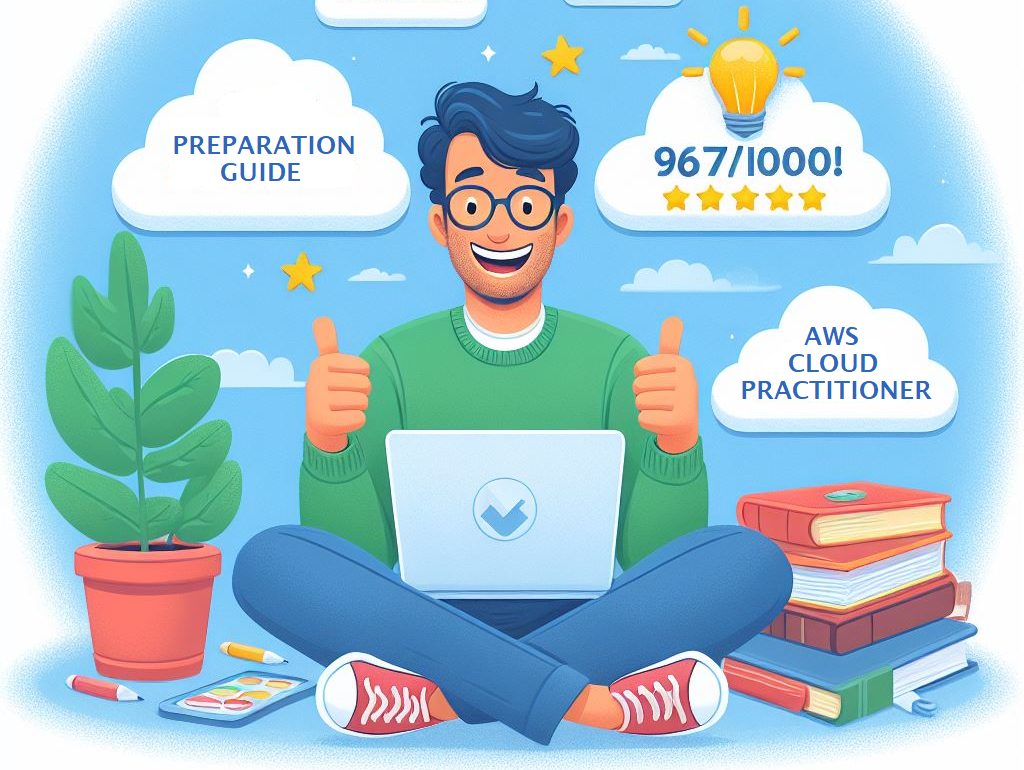 PREPARATION
GUIDE
967/1000!
AWS
CLOUD
PRACTITIONER